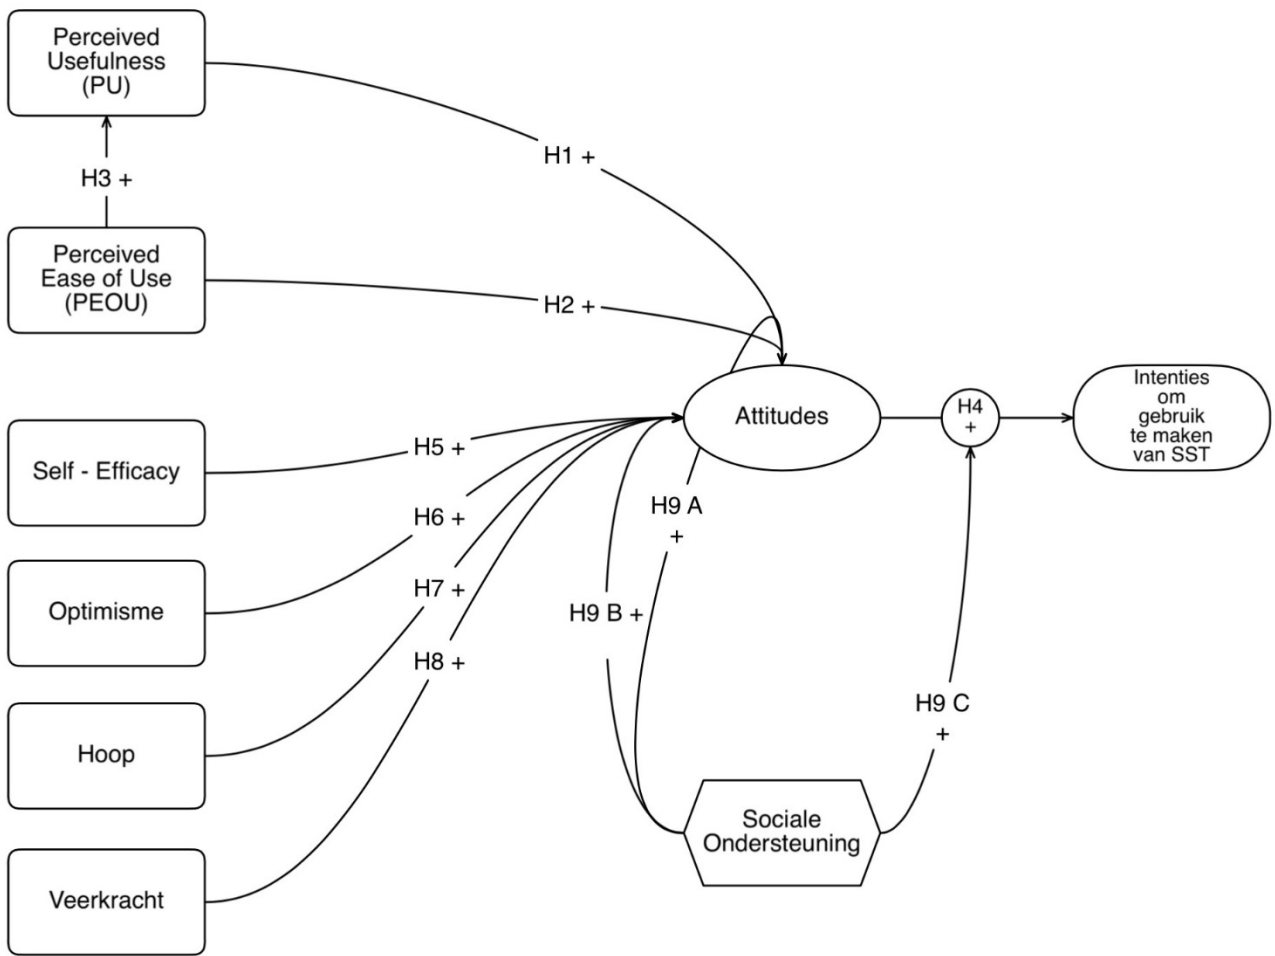 Perceived
Usefulness
(PU)
H1 +
H3 +
Perceived
Ease of Use
(PEOU)
H2 +
Attitudes
H4
+
Intenties
om
gebruik
te maken
van SST
Self - Efficacy
H5 +
H6 +
H9 A
+
Optimisme
H7 +
H9 B +
H8 +
Hoop
H9 C
+
Sociale
Ondersteuning
Veerkracht